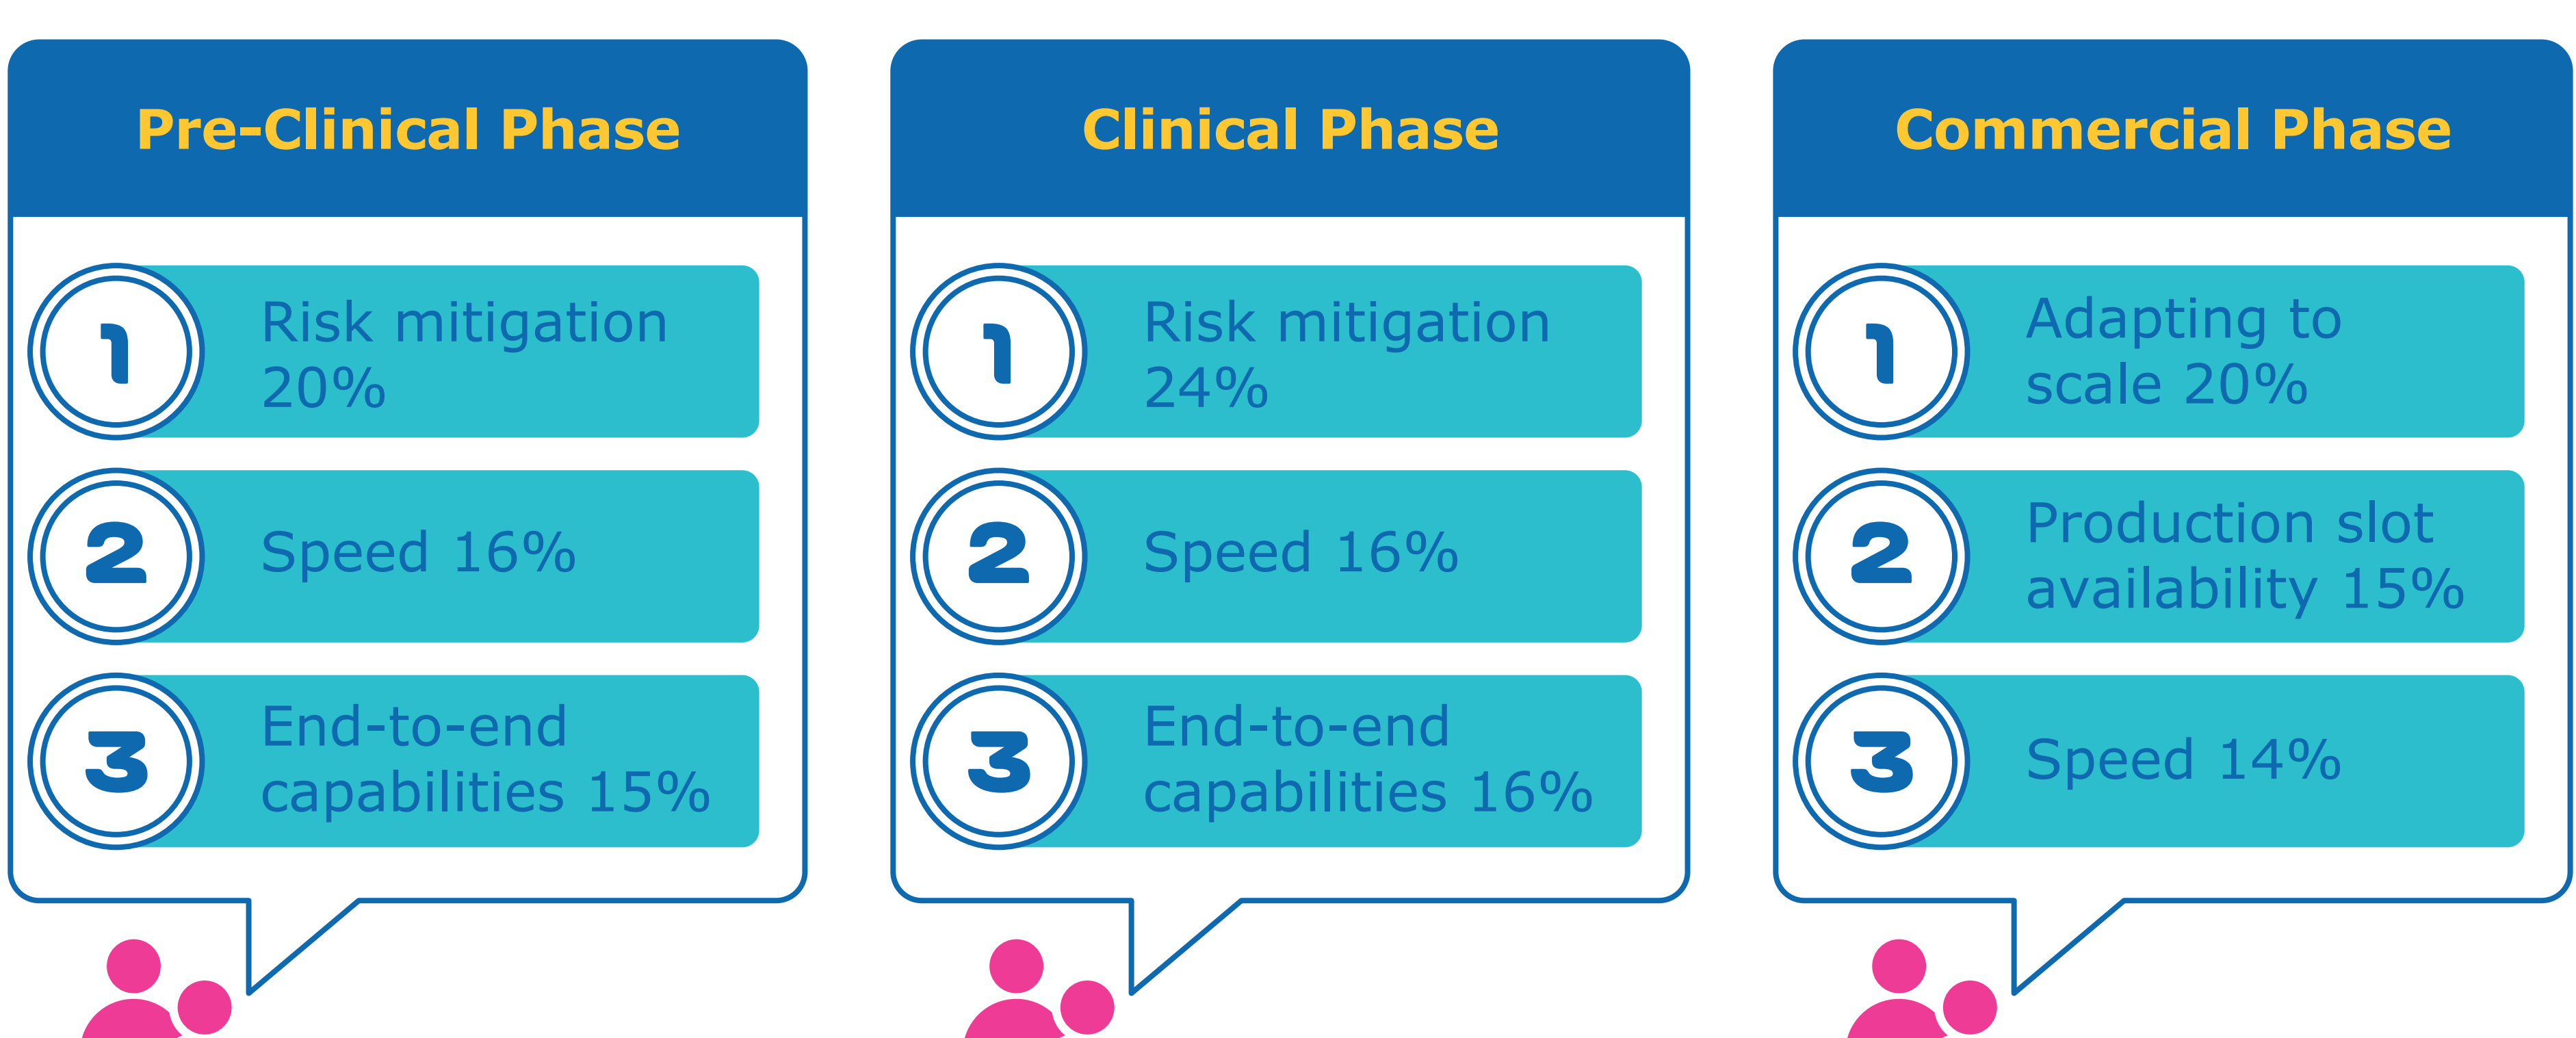 Pre-Clinical Phase
1
Risk mitigation
20%
2
Speed 16%
3
End-to-end
capabilities 15%
Clinical Phase
1
Risk mitigation
24%
2
Speed 16%
3
End-to-end
capabilities 16%
Commercial Phase
1
Adapting to
scale 20%
2
Production slot
availability 15%
3
Speed 14%